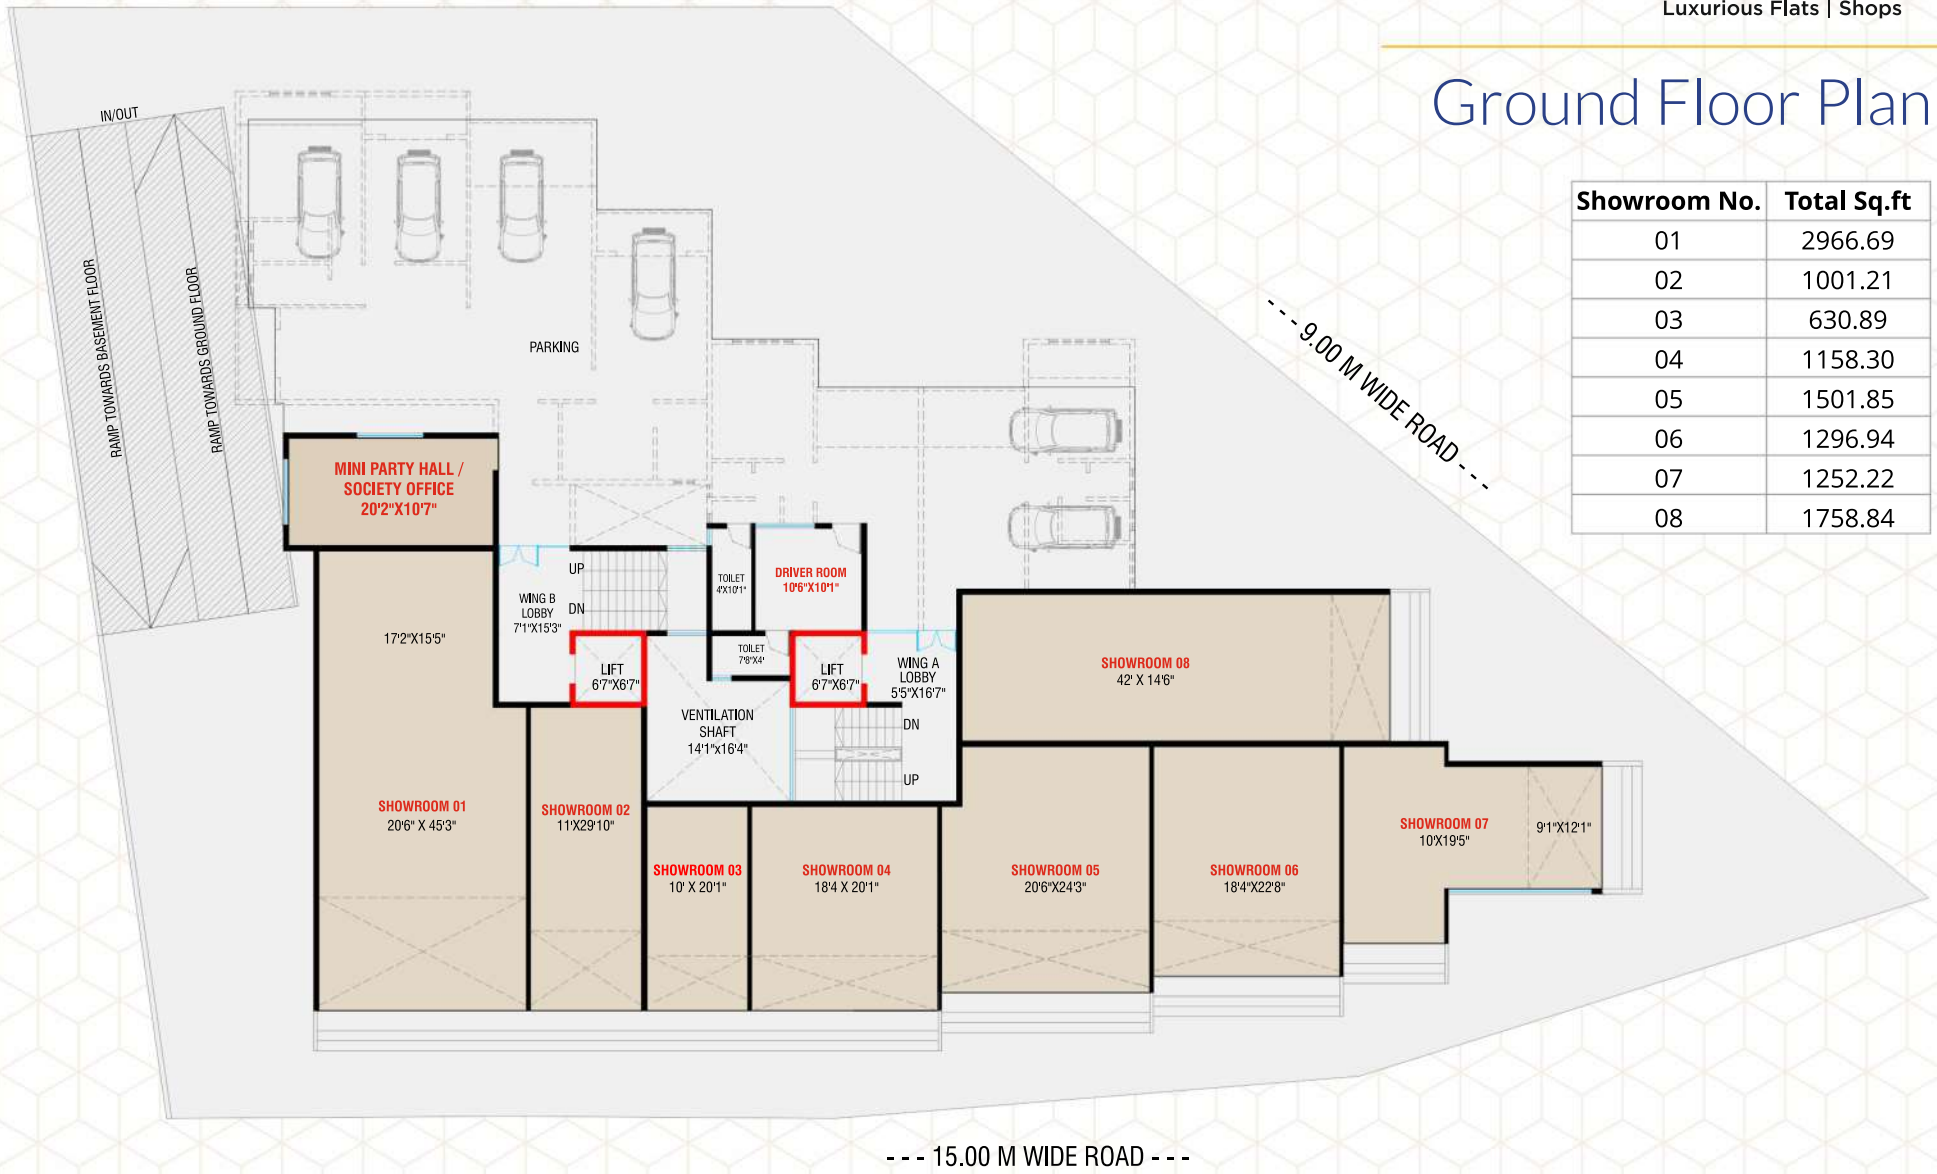 Luxurious Flats | Shops
Ground Floor Plan
Showroom No. Total Sq.ft
01 2966.69
02 1001.21
03 630.89
04 1158.30
05 1501.85
06 1296.94
07 1252.22
08 1758.84
IN/OUT
RAMP TOWARDS BASEMENT FLOOR
RAMP TOWARDS GROUND FLOOR
PARKING
- - - 9.00 M WIDE ROAD - - -
MINI PARTY HALL /
SOCIETY OFFICE
20'2"X10'7"
UP
DN
WING B
LOBBY
7'1"X15'3"
TOILET
4'X10'1"
DRIVER ROOM
10'6"X10'1"
17'2"X15'5"
LIFT
6'7"X6'7"
TOILET
7'8"X4'
LIFT
6'7"X6'7"
WING A
LOBBY
5'5"X16'7"
DN
UP
VENTILATION
SHAFT
14'1"x16'4"
SHOWROOM 08
42' X 14'6"
SHOWROOM 01
20'6" X 45'3"
SHOWROOM 02
11'X29'10"
SHOWROOM 03
10' X 20'1"
SHOWROOM 04
18'4 X 20'1"
SHOWROOM 05
20'6"X24'3"
SHOWROOM 06
18'4"X22'8"
SHOWROOM 07
10'X19'5"
9'1"X12'1"
- - - 15.00 M WIDE ROAD - - -